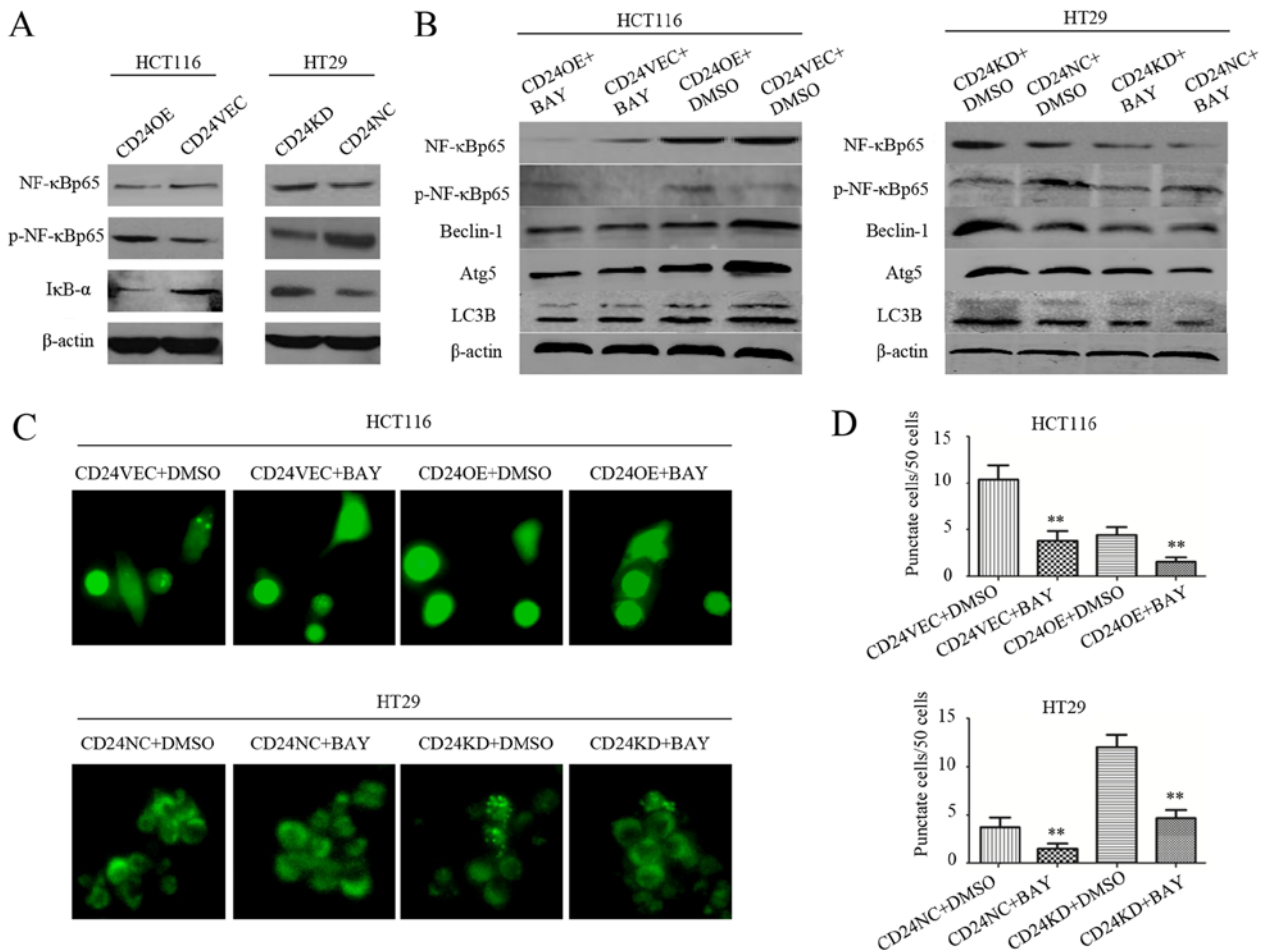 A
HCT116
HT29
CD24OE
CD24VEC
CD24KD
CD24NC
NF-κBp65
p-NF-κBp65
IκB-α
β-actin
B
HCT116
CD24OE+
BAY
CD24VEC+
BAY
CD24OE+
DMSO
CD24VEC+
DMSO
NF-κBp65
p-NF-κBp65
Beclin-1
Atg5
LC3B
β-actin
HT29
CD24KD+
DMSO
CD24NC+
DMSO
CD24KD+
BAY
CD24NC+
BAY
NF-κBp65
p-NF-κBp65
Beclin-1
Atg5
LC3B
β-actin
C
HCT116
CD24VEC+DMSO
CD24VEC+BAY
CD24OE+DMSO
CD24OE+BAY
HT29
CD24NC+DMSO
CD24NC+BAY
CD24KD+DMSO
CD24KD+BAY
D
HCT116
Punctate cells/50 cells
15
10
5
0
**
**
CD24VEC+DMSO
CD24VEC+BAY
CD24OE+DMSO
CD24OE+BAY
HT29
Punctate cells/50 cells
15
10
5
0
**
**
CD24NC+DMSO
CD24NC+BAY
CD24KD+DMSO
CD24KD+BAY